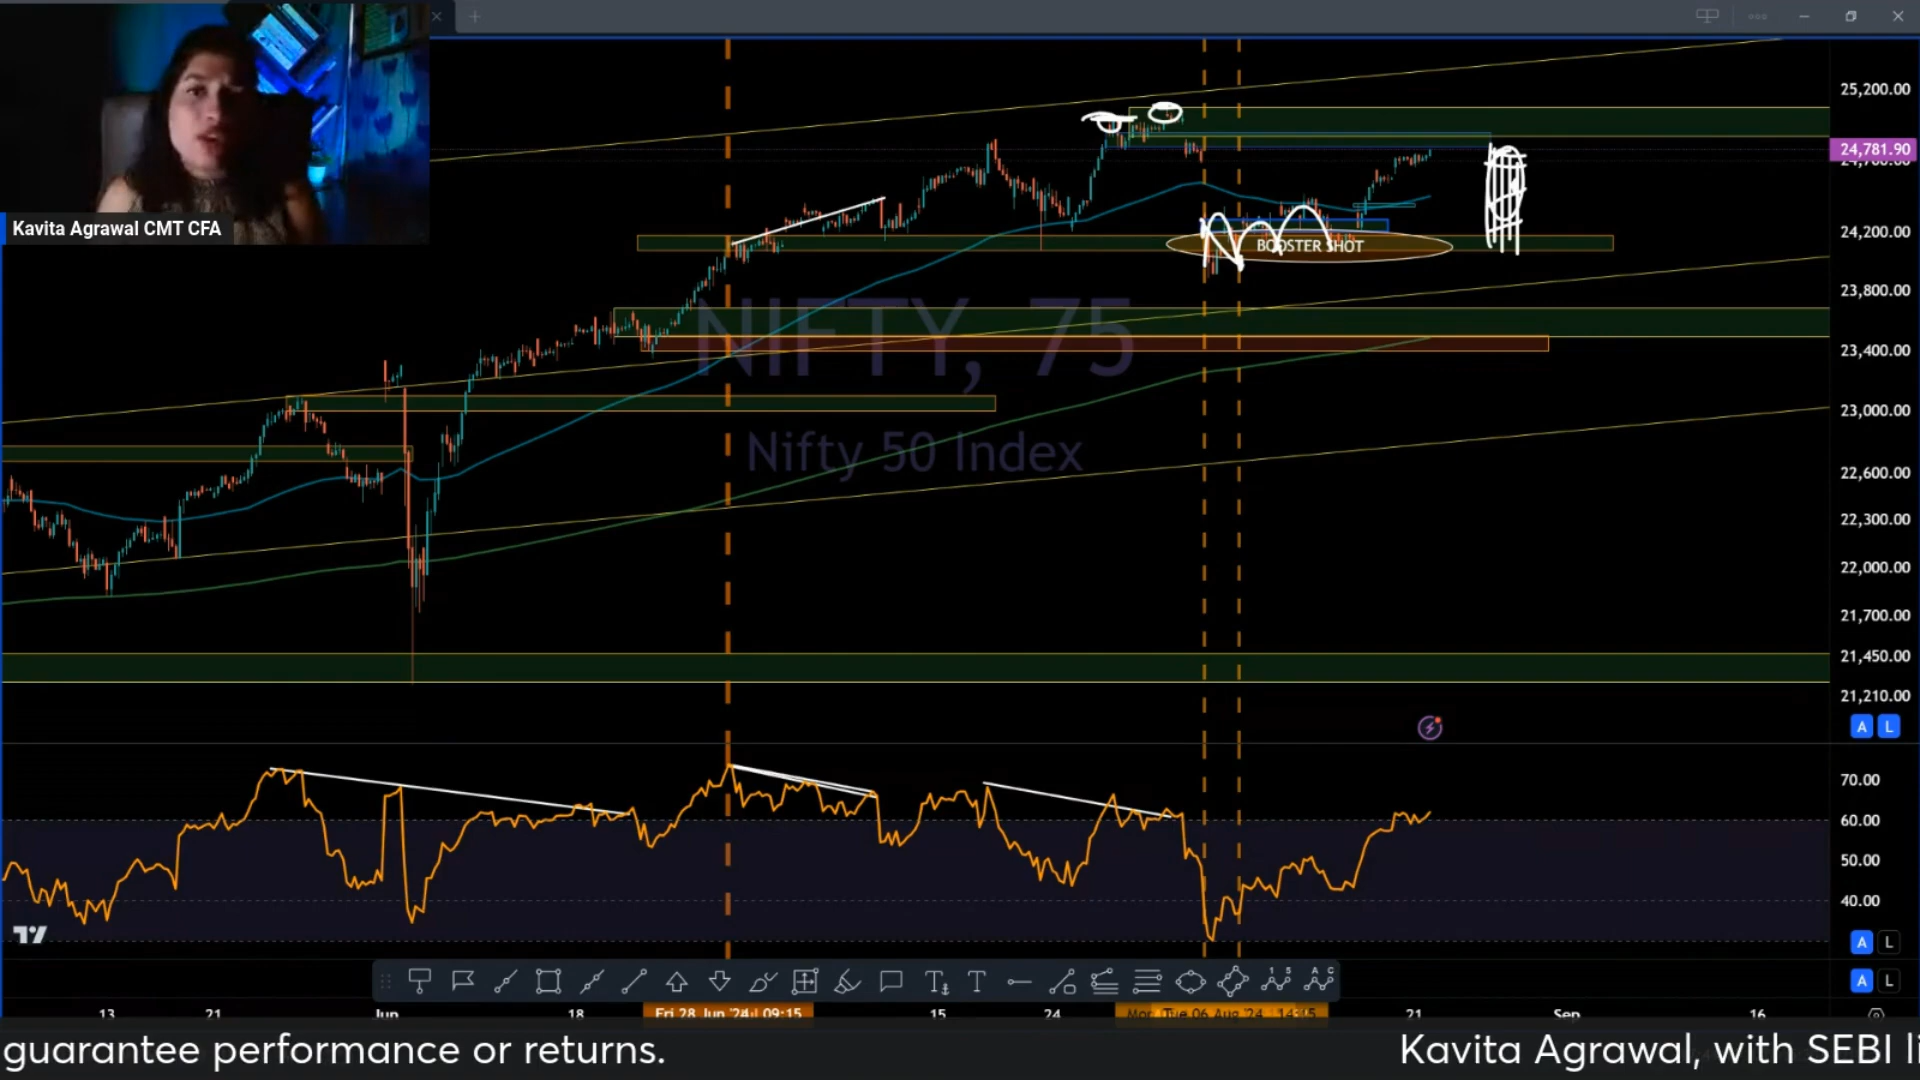 25,200.00
24,781.90
Kavita Agrawal CMT CFA
24,200.00
BOOSTER SHOT
23,800.00
NIFTY, 75
23,400.00
23,000.00
Nifty 50 Index
22,600.00
22,300.00
22,000.00
21,700.00
21,450.00
21,210.00
A L
70.00
60.00
50.00
40.00
A L
A L
13 21 Jun 18 Fri 28 Jun '24 09:15 15 24 Mon Tue 06 Aug '24 14:15 21 Sep 16
guarantee performance or returns. Kavita Agrawal, with SEBI li